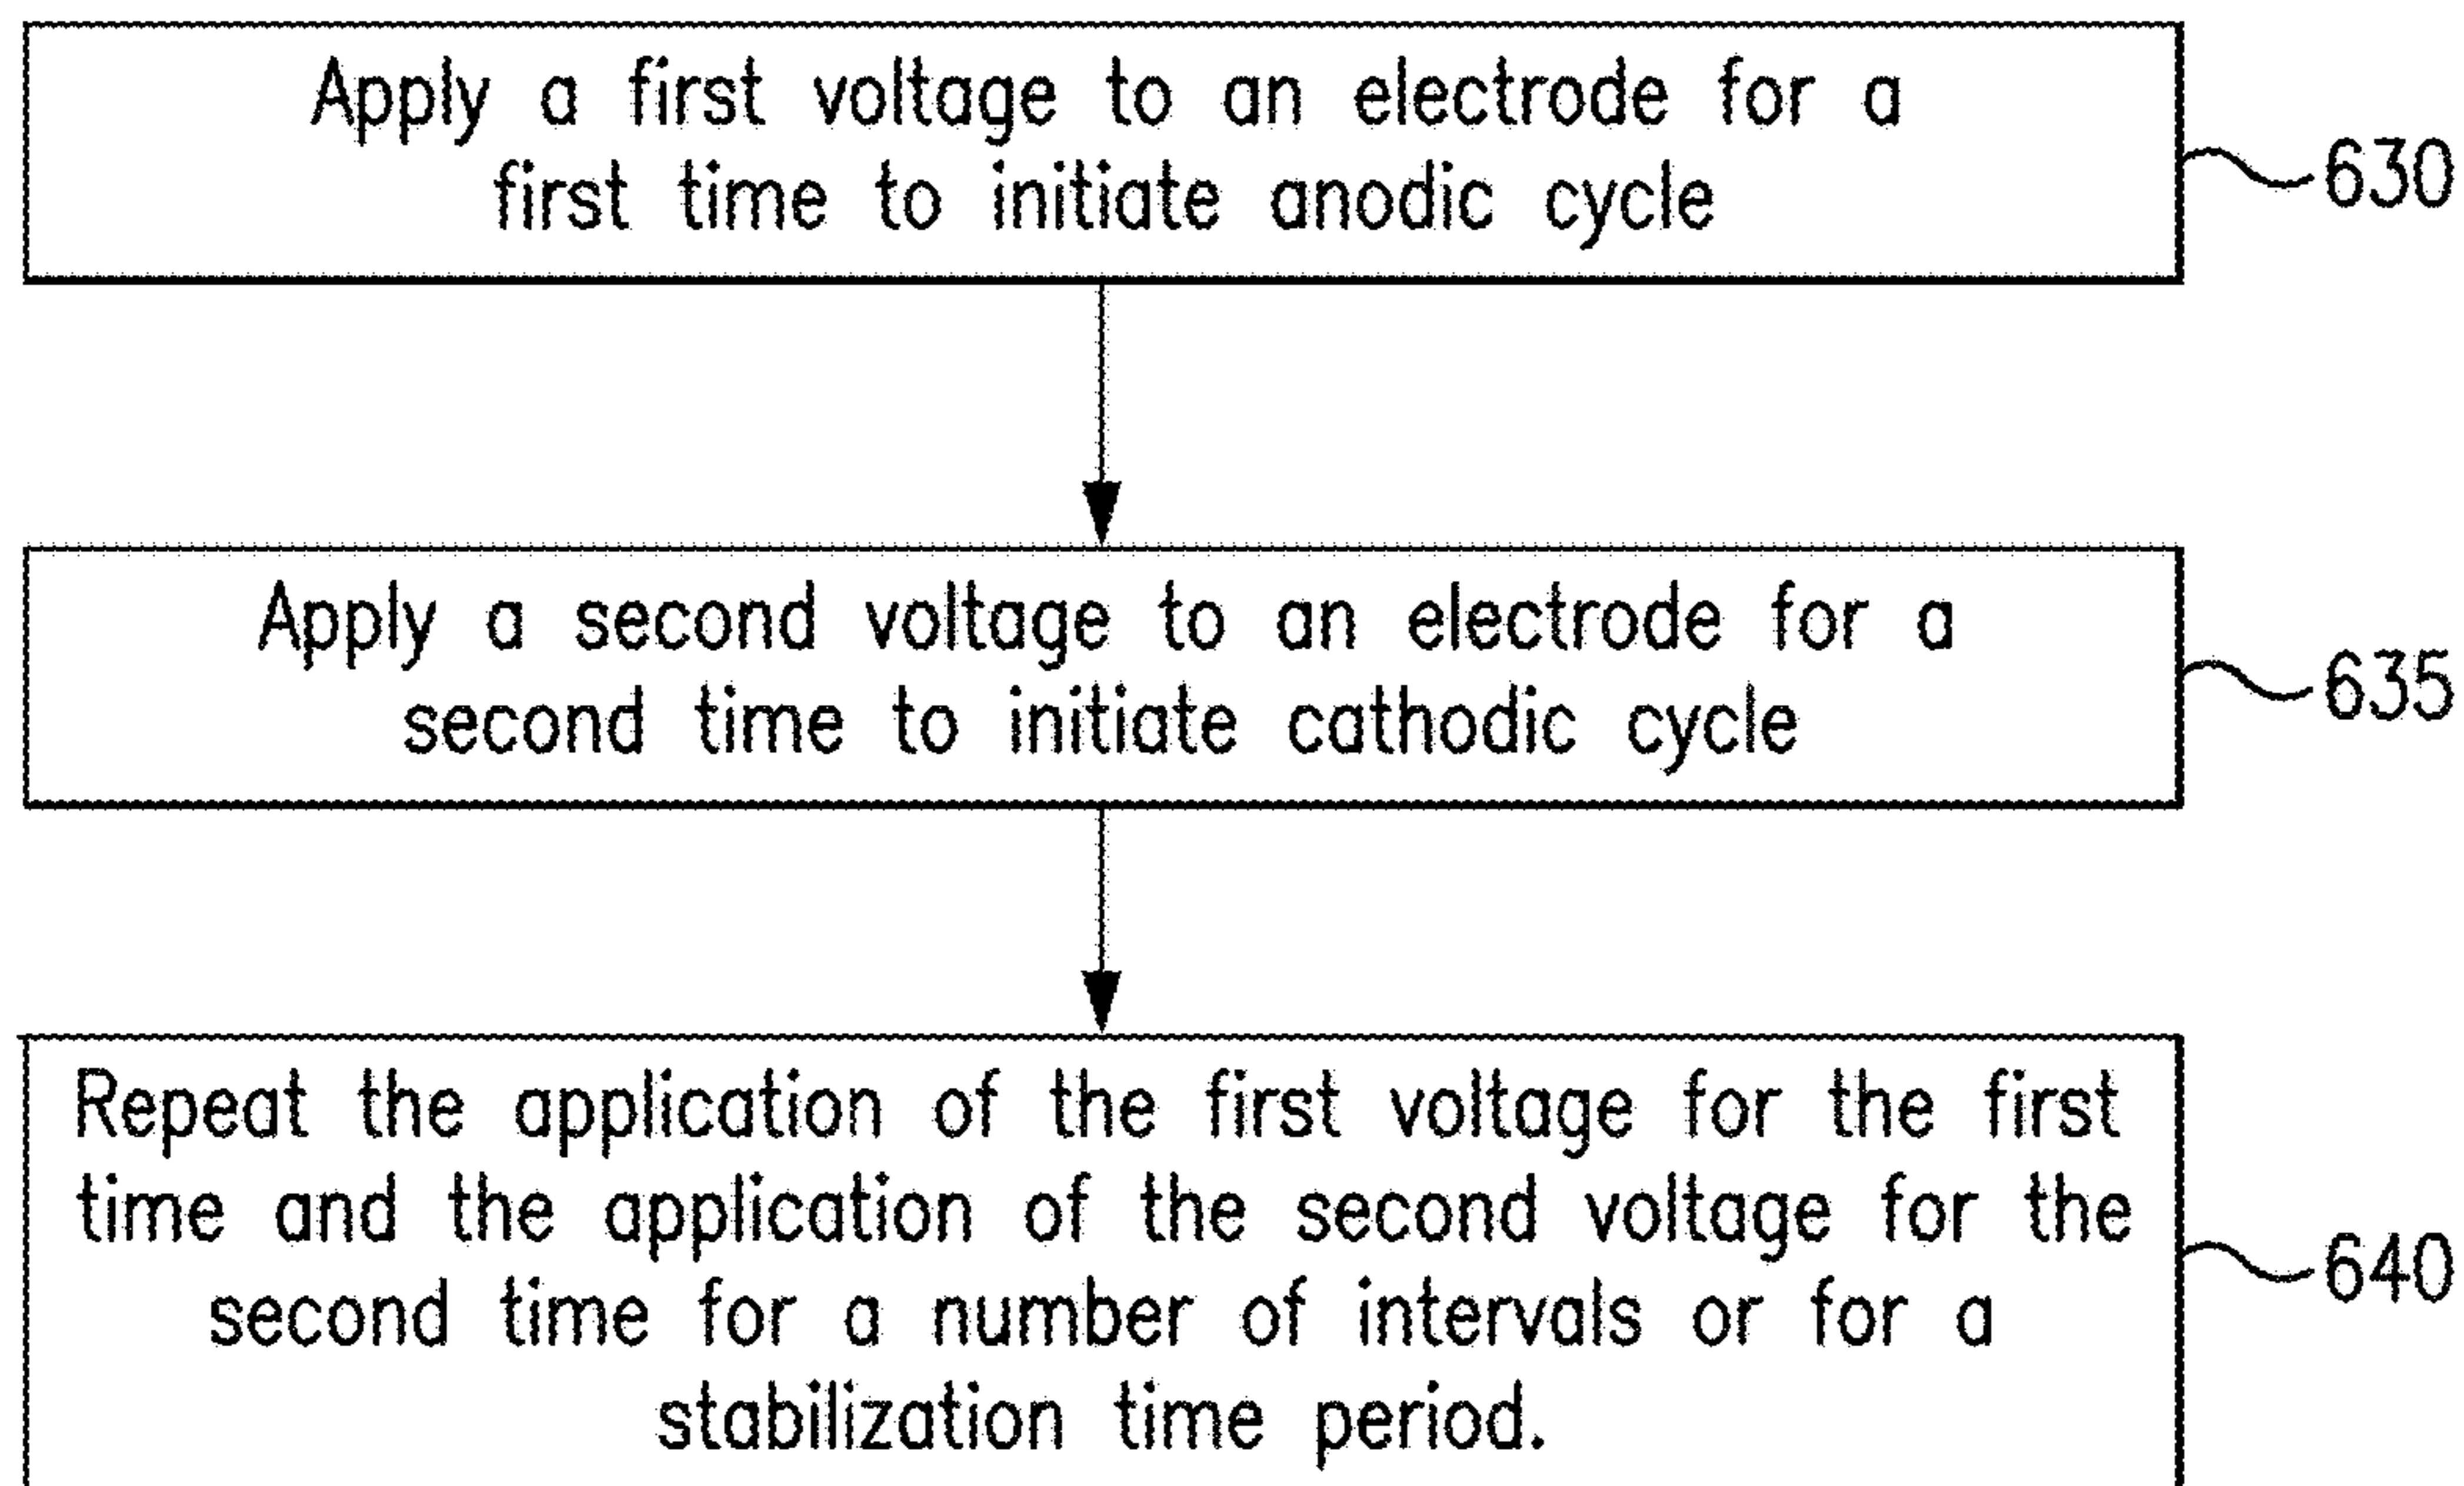 Apply a first voltage to an electrode for a
first time to initiate anodic cycle
630
Apply a second voltage to an electrode for a
second time to initiate cathodic cycle
635
Repeat the application of the first voltage for the first
time and the application of the second voltage for the
second time for a number of intervals or for a
stabilization time period.
640